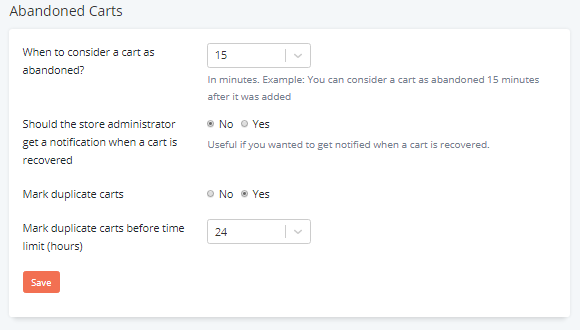 Abandoned Carts
When to consider a cart as
abandoned?
15
In minutes. Example: You can consider a cart as abandoned 15 minutes
after it was added
Should the store administrator
get a notification when a cart is
recovered
No Yes
Useful if you wanted to get notified when a cart is recovered.
Mark duplicate carts
No Yes
Mark duplicate carts before time
limit (hours)
24
Save